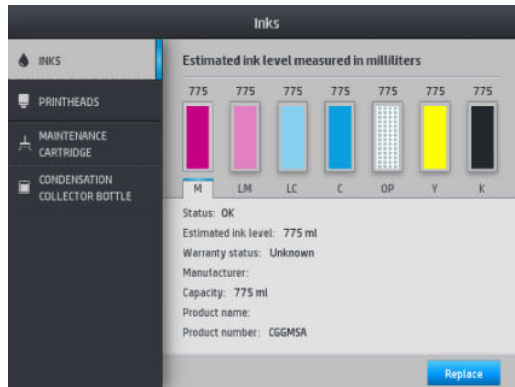 Inks
INKS
PRINTHEADS
MAINTENANCE
CARTRIDGE
CONDENSATION
COLLECTOR BOTTLE
Estimated ink level measured in milliliters
775 775 775 775 775 775 775
M LM LC C OP Y K
Status: OK
Estimated ink level: 775 ml
Warranty status: Unknown
Manufacturer:
Capacity: 775 ml
Product name:
Product number: CGGMSA
Replace